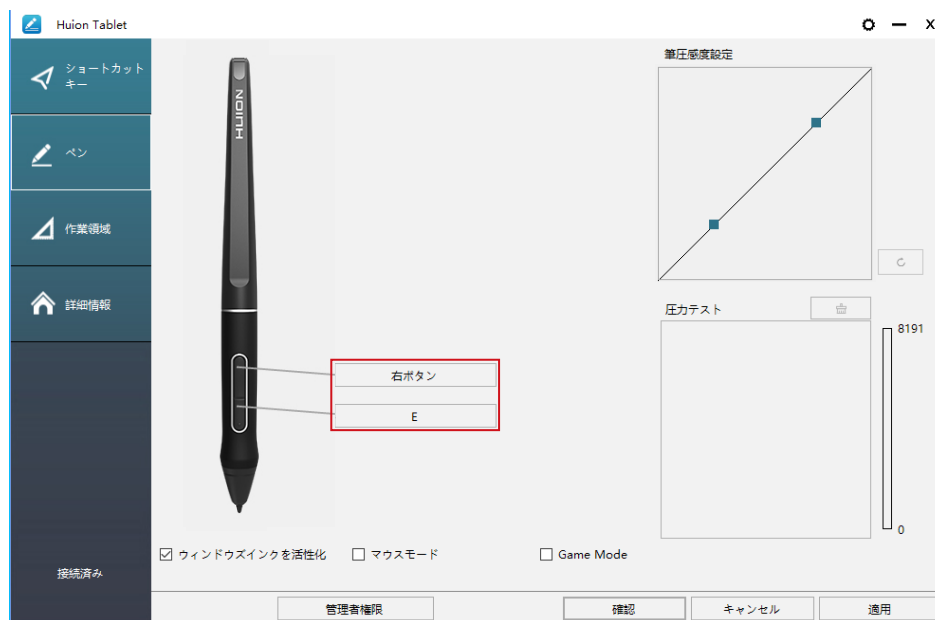 Huion Tablet
X
ショートカット
キー
ペン
作業領域
詳細情報
接続済み
HUION
右ボタン
E
筆圧感度設定
圧力テスト
8191
0
ウィンドウズインクを活性化
マウスモード
Game Mode
管理者権限
確認
キャンセル
適用